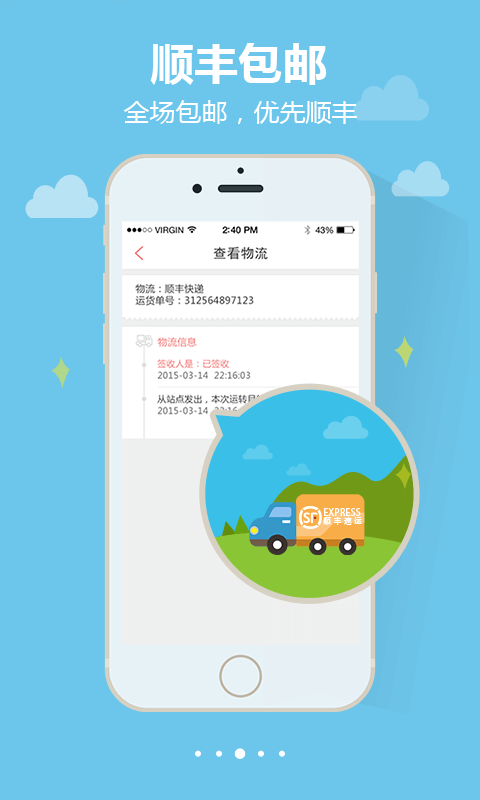 顺丰包邮
全场包邮，优先顺丰
VIRGIN 2:40 PM 43%
查看物流
物流：顺丰快递
运货单号：312564897123
物流信息
签收人是：已签收
2015-03-14 22:16:03
从站点发出，本次运转目
2015-03-14 22:16
SF EXPRESS
顺丰速运